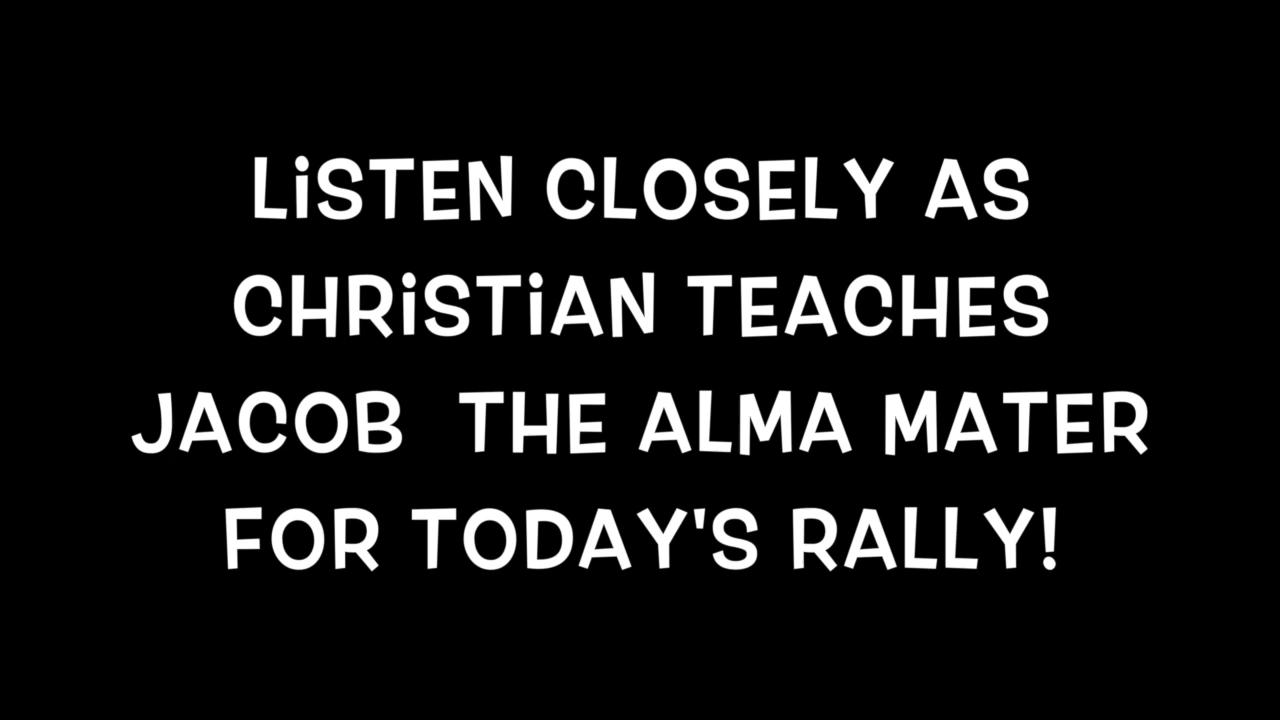 LiSTEN CLOSELY AS
CHRiSTiAN TEACHES
JACOB  THE ALMA MATER
FOR TODAY'S RALLY!